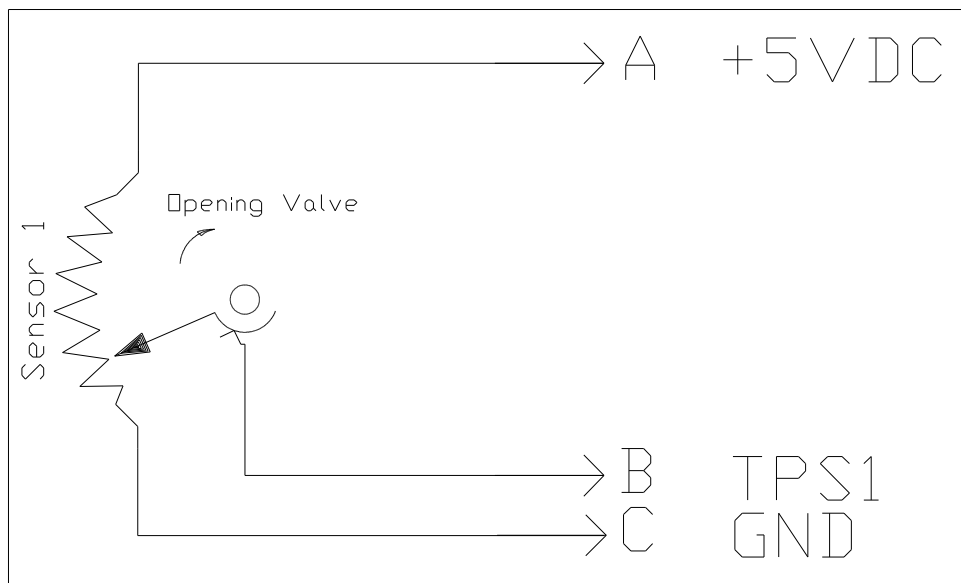 A +5VDC
Opening Valve
Sensor 1
B TPS1
C GND